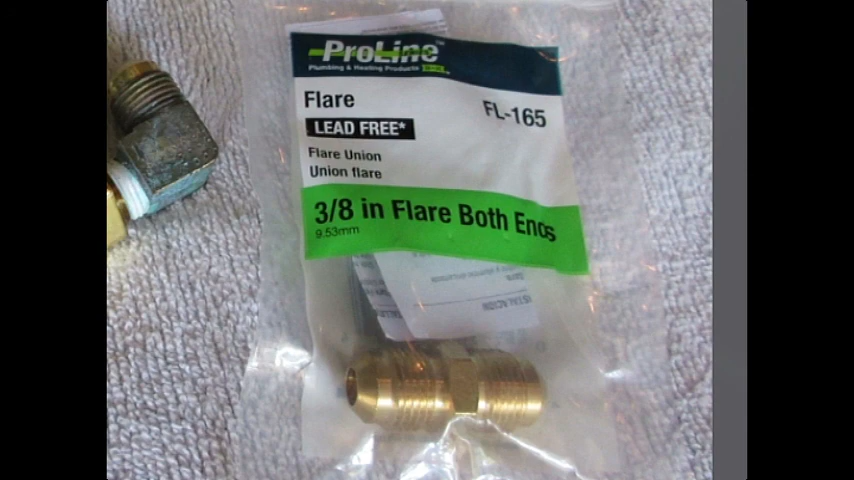 ProLine™
Plumbing & Heating Products
Flare
FL-165
LEAD FREE*
Flare Union
Union flare
3/8 in Flare Both Ends
9.53mm